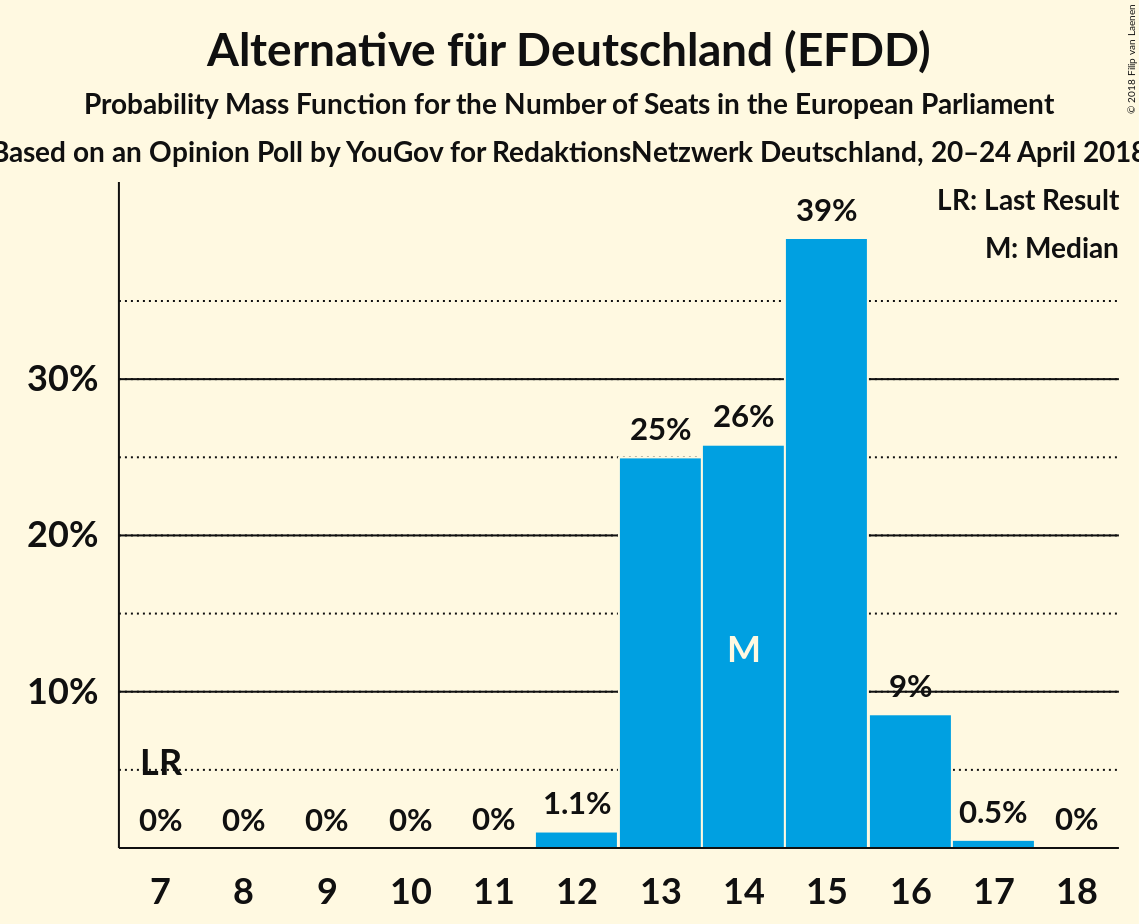 Alternative für Deutschland (EFDD)
Probability Mass Function for the Number of Seats in the European Parliament
Based on an Opinion Poll by YouGov for RedaktionsNetzwerk Deutschland, 20–24 April 2018
© 2018 Filip van Laenen
LR: Last Result
M: Median
39%
30%
26%
25%
20%
M
10%
9%
LR
1.1%
0.5%
0% 0% 0% 0% 0% 0%
7 8 9 10 11 12 13 14 15 16 17 18